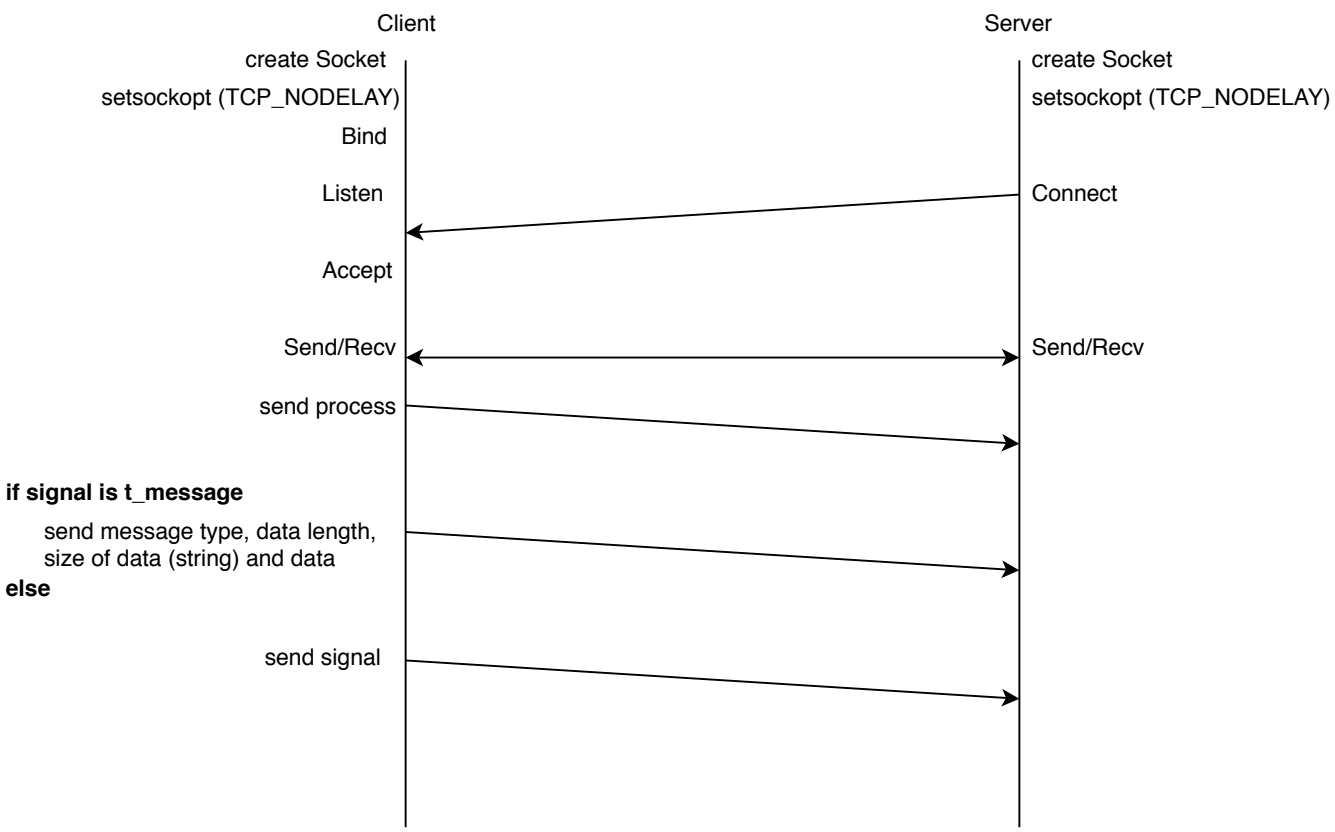 Client
Server
create Socket
create Socket
setsockopt (TCP_NODELAY)
setsockopt (TCP_NODELAY)
Bind
Listen
Connect
Accept
Send/Recv
Send/Recv
send process
if signal is t_message
send message type, data length,
size of data (string) and data
else
send signal